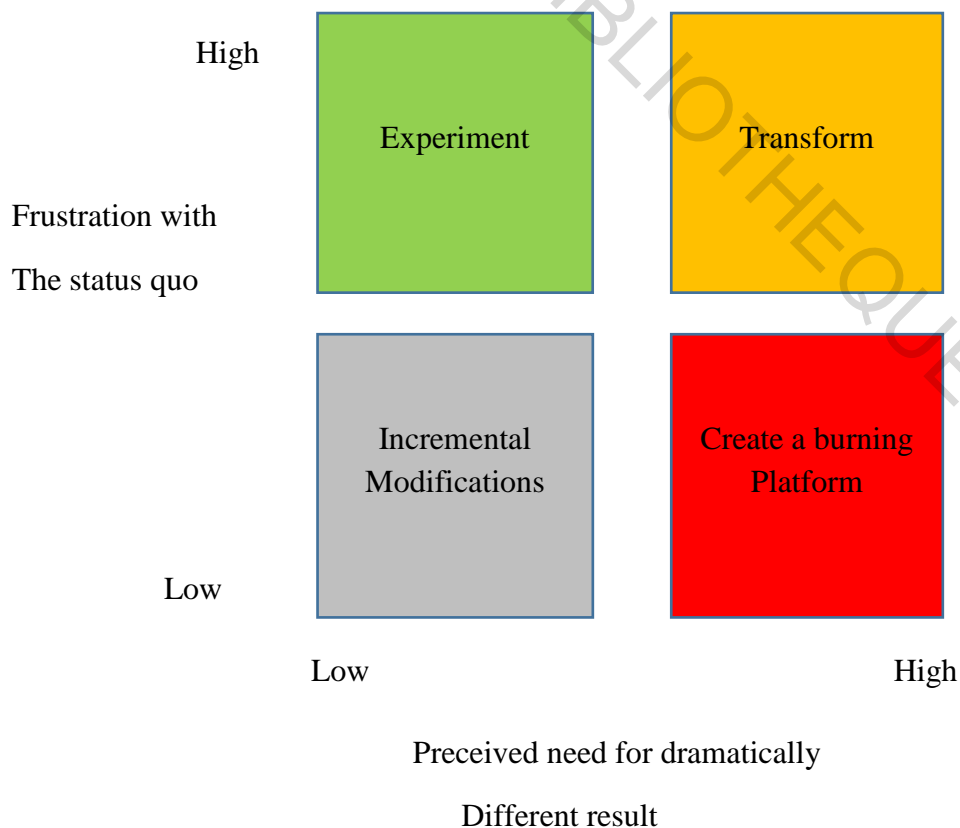 High
Experiment
Transform
Frustration with
The status quo
Incremental
Modifications
Create a burning
Platform
Low
Low
High
Preceived need for dramatically
Different result
BIBLIOTHEQUE